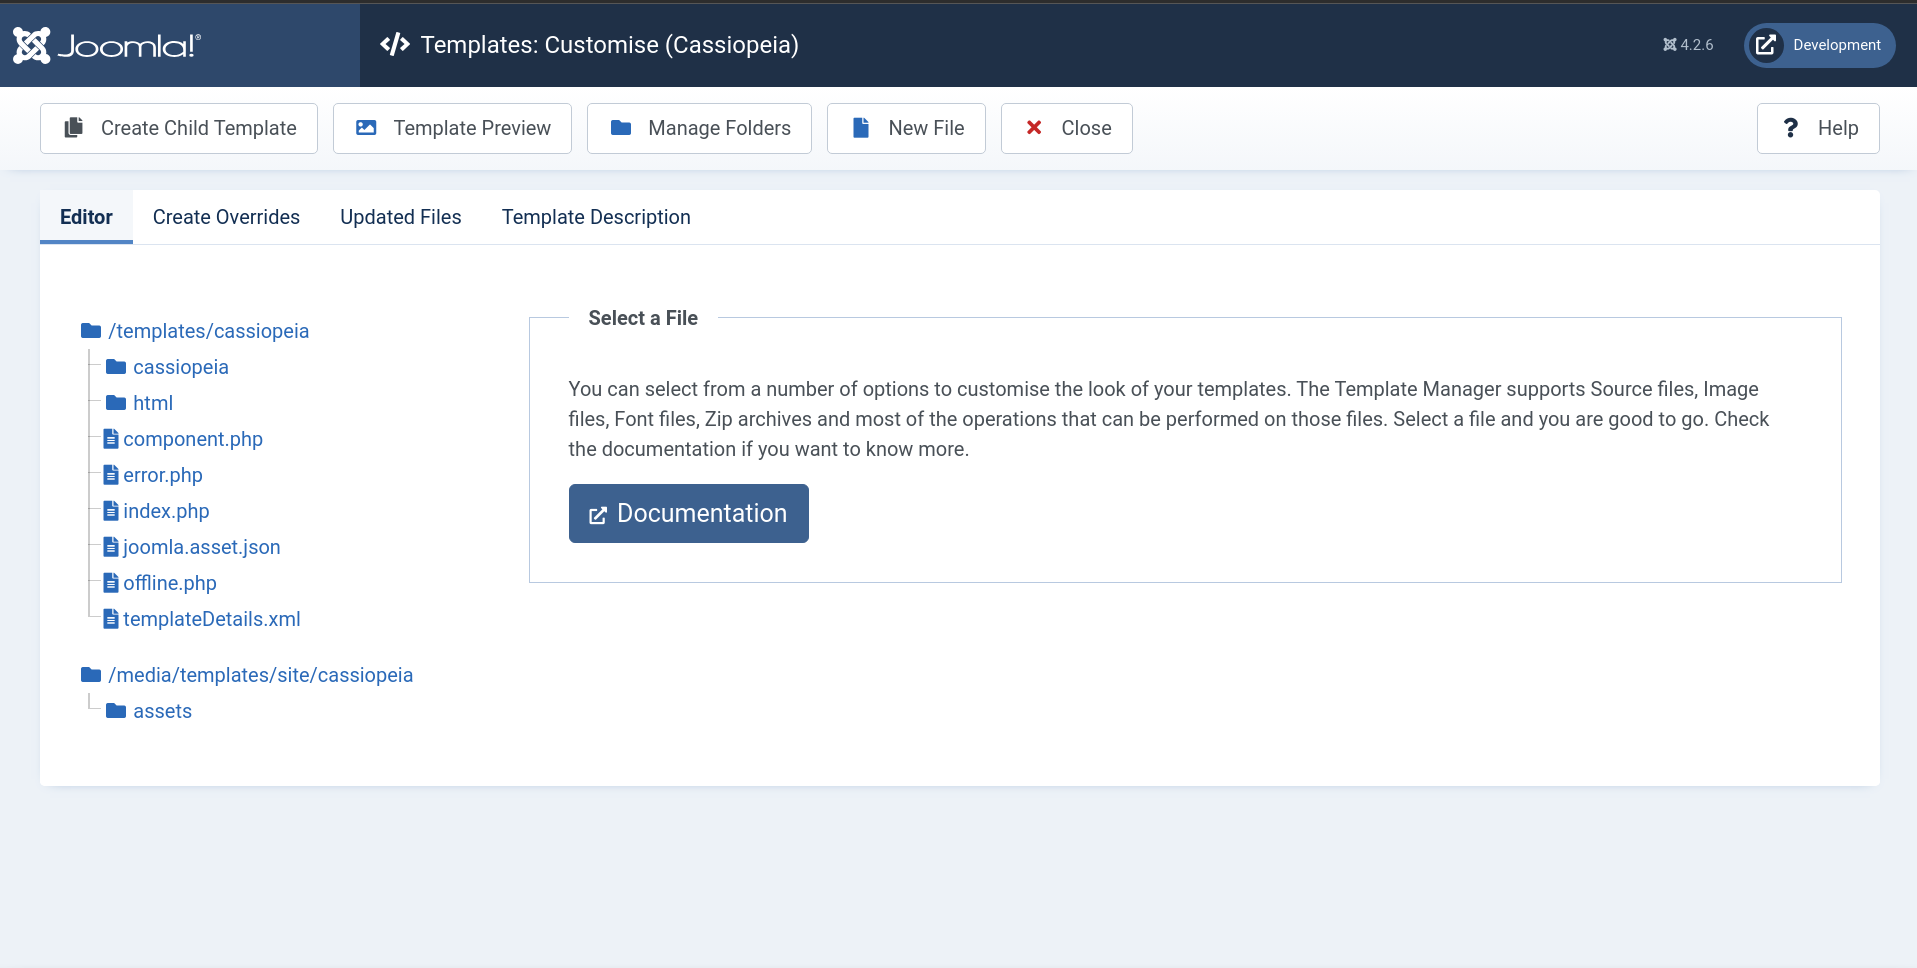 Joomla!®
</> Templates: Customise (Cassiopeia)
4.2.6
Development
Create Child Template
Template Preview
Manage Folders
New File
Close
? Help
Editor
Create Overrides
Updated Files
Template Description
/templates/cassiopeia
cassiopeia
html
component.php
error.php
index.php
joomla.asset.json
offline.php
templateDetails.xml
/media/templates/site/cassiopeia
assets
Select a File
You can select from a number of options to customise the look of your templates. The Template Manager supports Source files, Image
files, Font files, Zip archives and most of the operations that can be performed on those files. Select a file and you are good to go. Check
the documentation if you want to know more.
Documentation